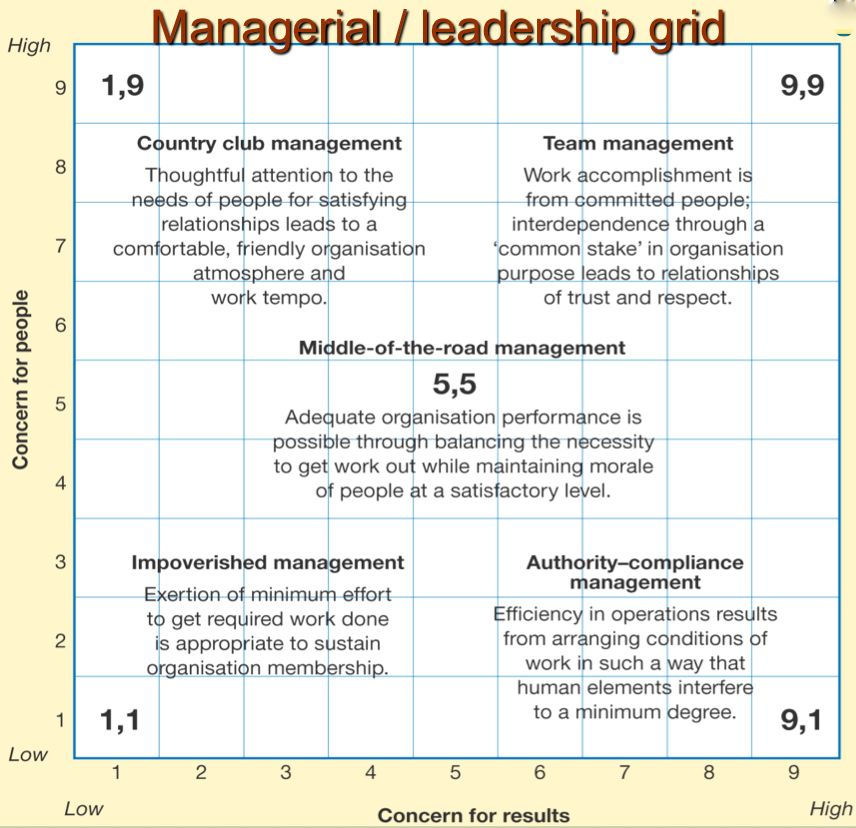 Managerial / leadership grid
High
9
1,9
9,9
Country club management
Thoughtful attention to the
needs of people for satisfying
relationships leads to a
comfortable, friendly organisation
atmosphere and
work tempo.
Team management
Work accomplishment is
from committed people;
interdependence through a
‘common stake’ in organisation
purpose leads to relationships
of trust and respect.
8
7
6
Concern for people
Middle-of-the-road management
5,5
Adequate organisation performance is
possible through balancing the necessity
to get work out while maintaining morale
of people at a satisfactory level.
5
4
3
Impoverished management
Exertion of minimum effort
to get required work done
is appropriate to sustain
organisation membership.
Authority–compliance
management
Efficiency in operations results
from arranging conditions of
work in such a way that
human elements interfere
to a minimum degree.
2
1
1,1
9,1
Low
1 2 3 4 5 6 7 8 9
Low
Concern for results
High